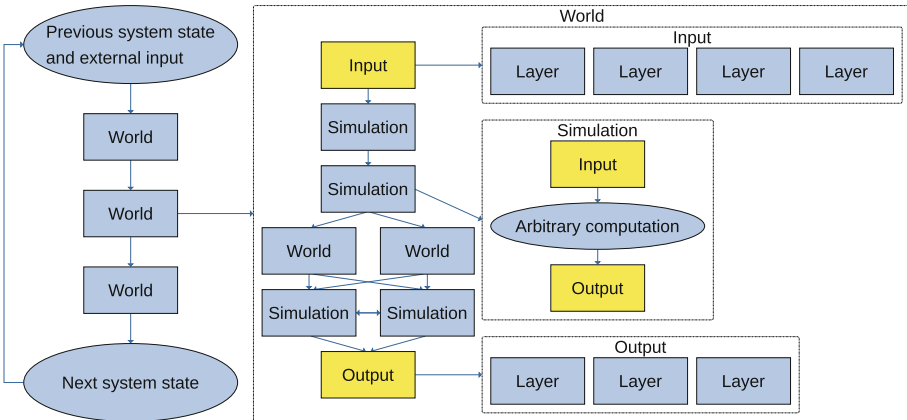 Previous system state
and external input
World
World
World
Next system state
World
Input
Simulation
Simulation
World
World
Simulation
Simulation
Output
Input
Layer
Layer
Layer
Layer
Simulation
Input
Arbitrary computation
Output
Output
Layer
Layer
Layer